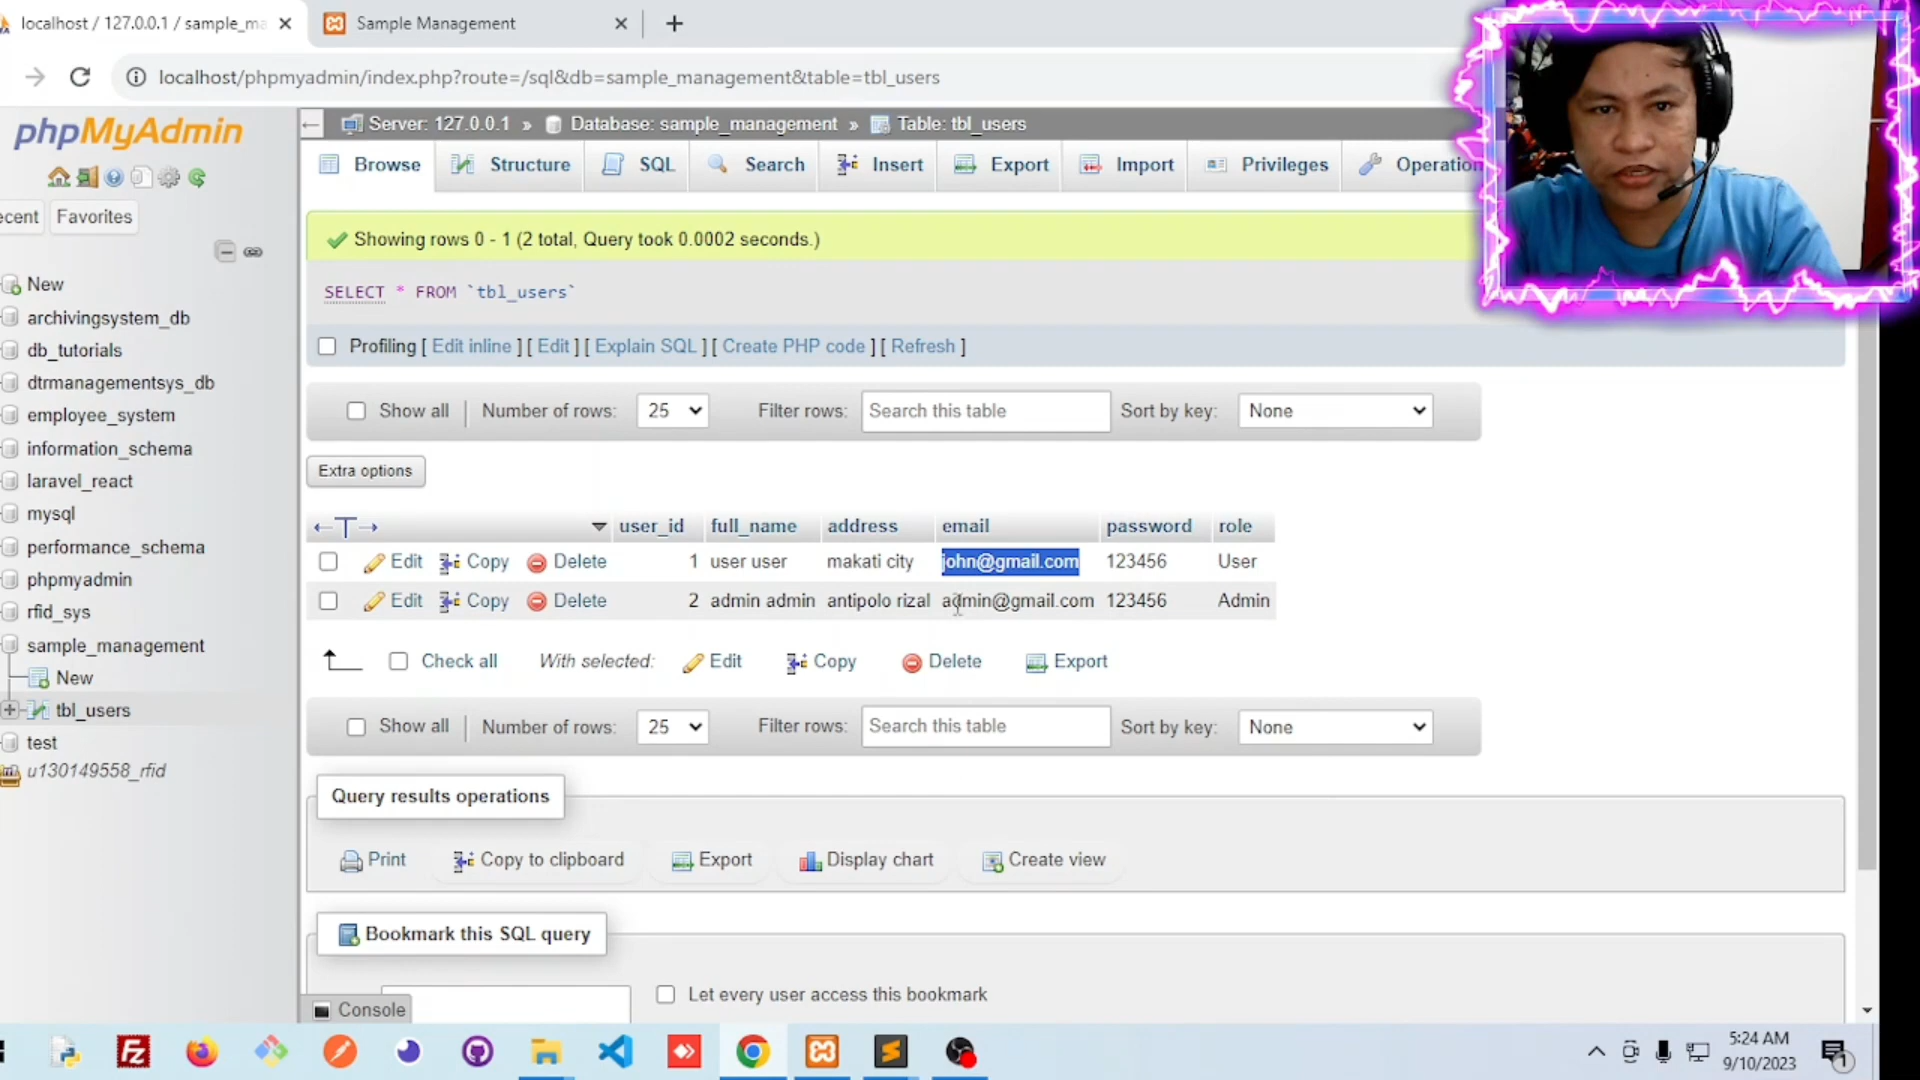 localhost / 127.0.0.1 / sample_ma
Sample Management
localhost/phpmyadmin/index.php?route=/sql&db=sample_management&table=tbl_users
phpMyAdmin
Server: 127.0.0.1 » Database: sample_management » Table: tbl_users
Browse Structure SQL Search Insert Export Import Privileges Operation
ecent Favorites
New
archivingsystem_db
db_tutorials
dtrmanagementsys_db
employee_system
information_schema
laravel_react
mysql
performance_schema
phpmyadmin
rfid_sys
sample_management
New
tbl_users
test
u130149558_rfid
Showing rows 0 - 1 (2 total, Query took 0.0002 seconds.)
SELECT * FROM `tbl_users`
Profiling [ Edit inline ] [ Edit ] [ Explain SQL ] [ Create PHP code ] [ Refresh ]
Show all Number of rows: 25 Filter rows: Search this table Sort by key: None
Extra options
user_id full_name address email password role
Edit Copy Delete 1 user user makati city john@gmail.com 123456 User
Edit Copy Delete 2 admin admin antipolo rizal admin@gmail.com 123456 Admin
Check all With selected: Edit Copy Delete Export
Show all Number of rows: 25 Filter rows: Search this table Sort by key: None
Query results operations
Print Copy to clipboard Export Display chart Create view
Bookmark this SQL query
Let every user access this bookmark
Console
5:24 AM
9/10/2023
1